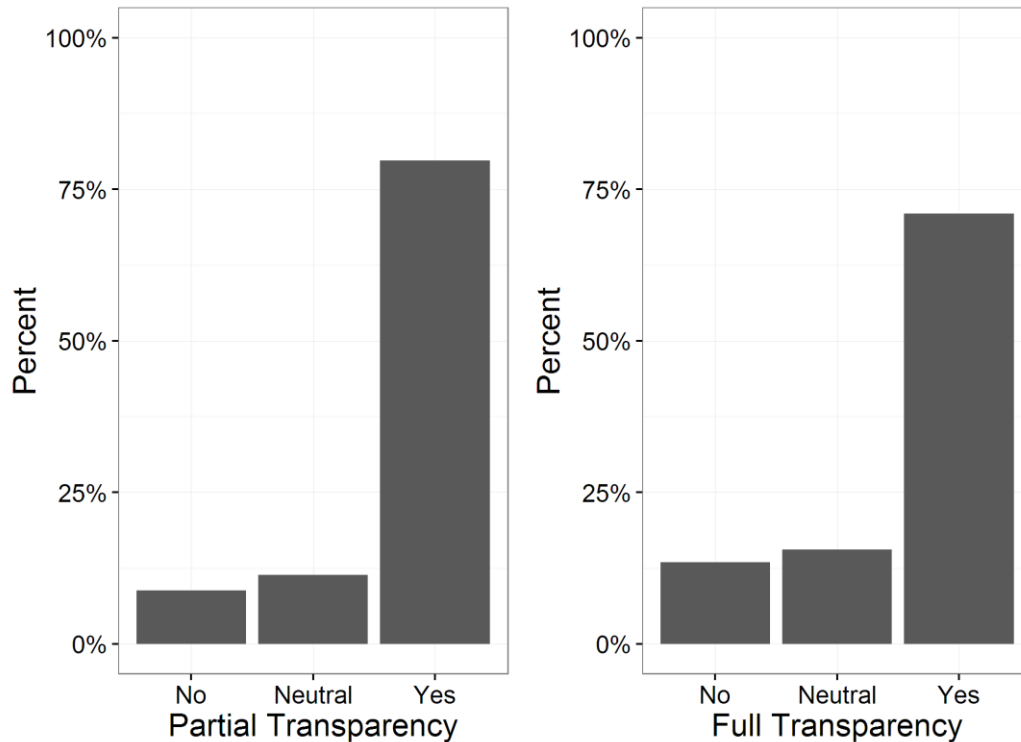 100%
75%
50%
25%
0%
Percent
No Neutral Yes
Partial Transparency
100%
75%
50%
25%
0%
Percent
No Neutral Yes
Full Transparency